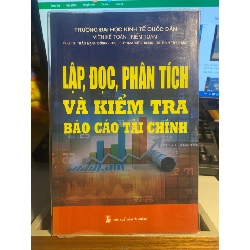 TRƯỜNG ĐẠI HỌC KINH TẾ QUỐC DÂN
LẬP, ĐỌC, PHÂN TÍCH
VÀ KIỂM TRA
BÁO CÁO TÀI CHÍNH